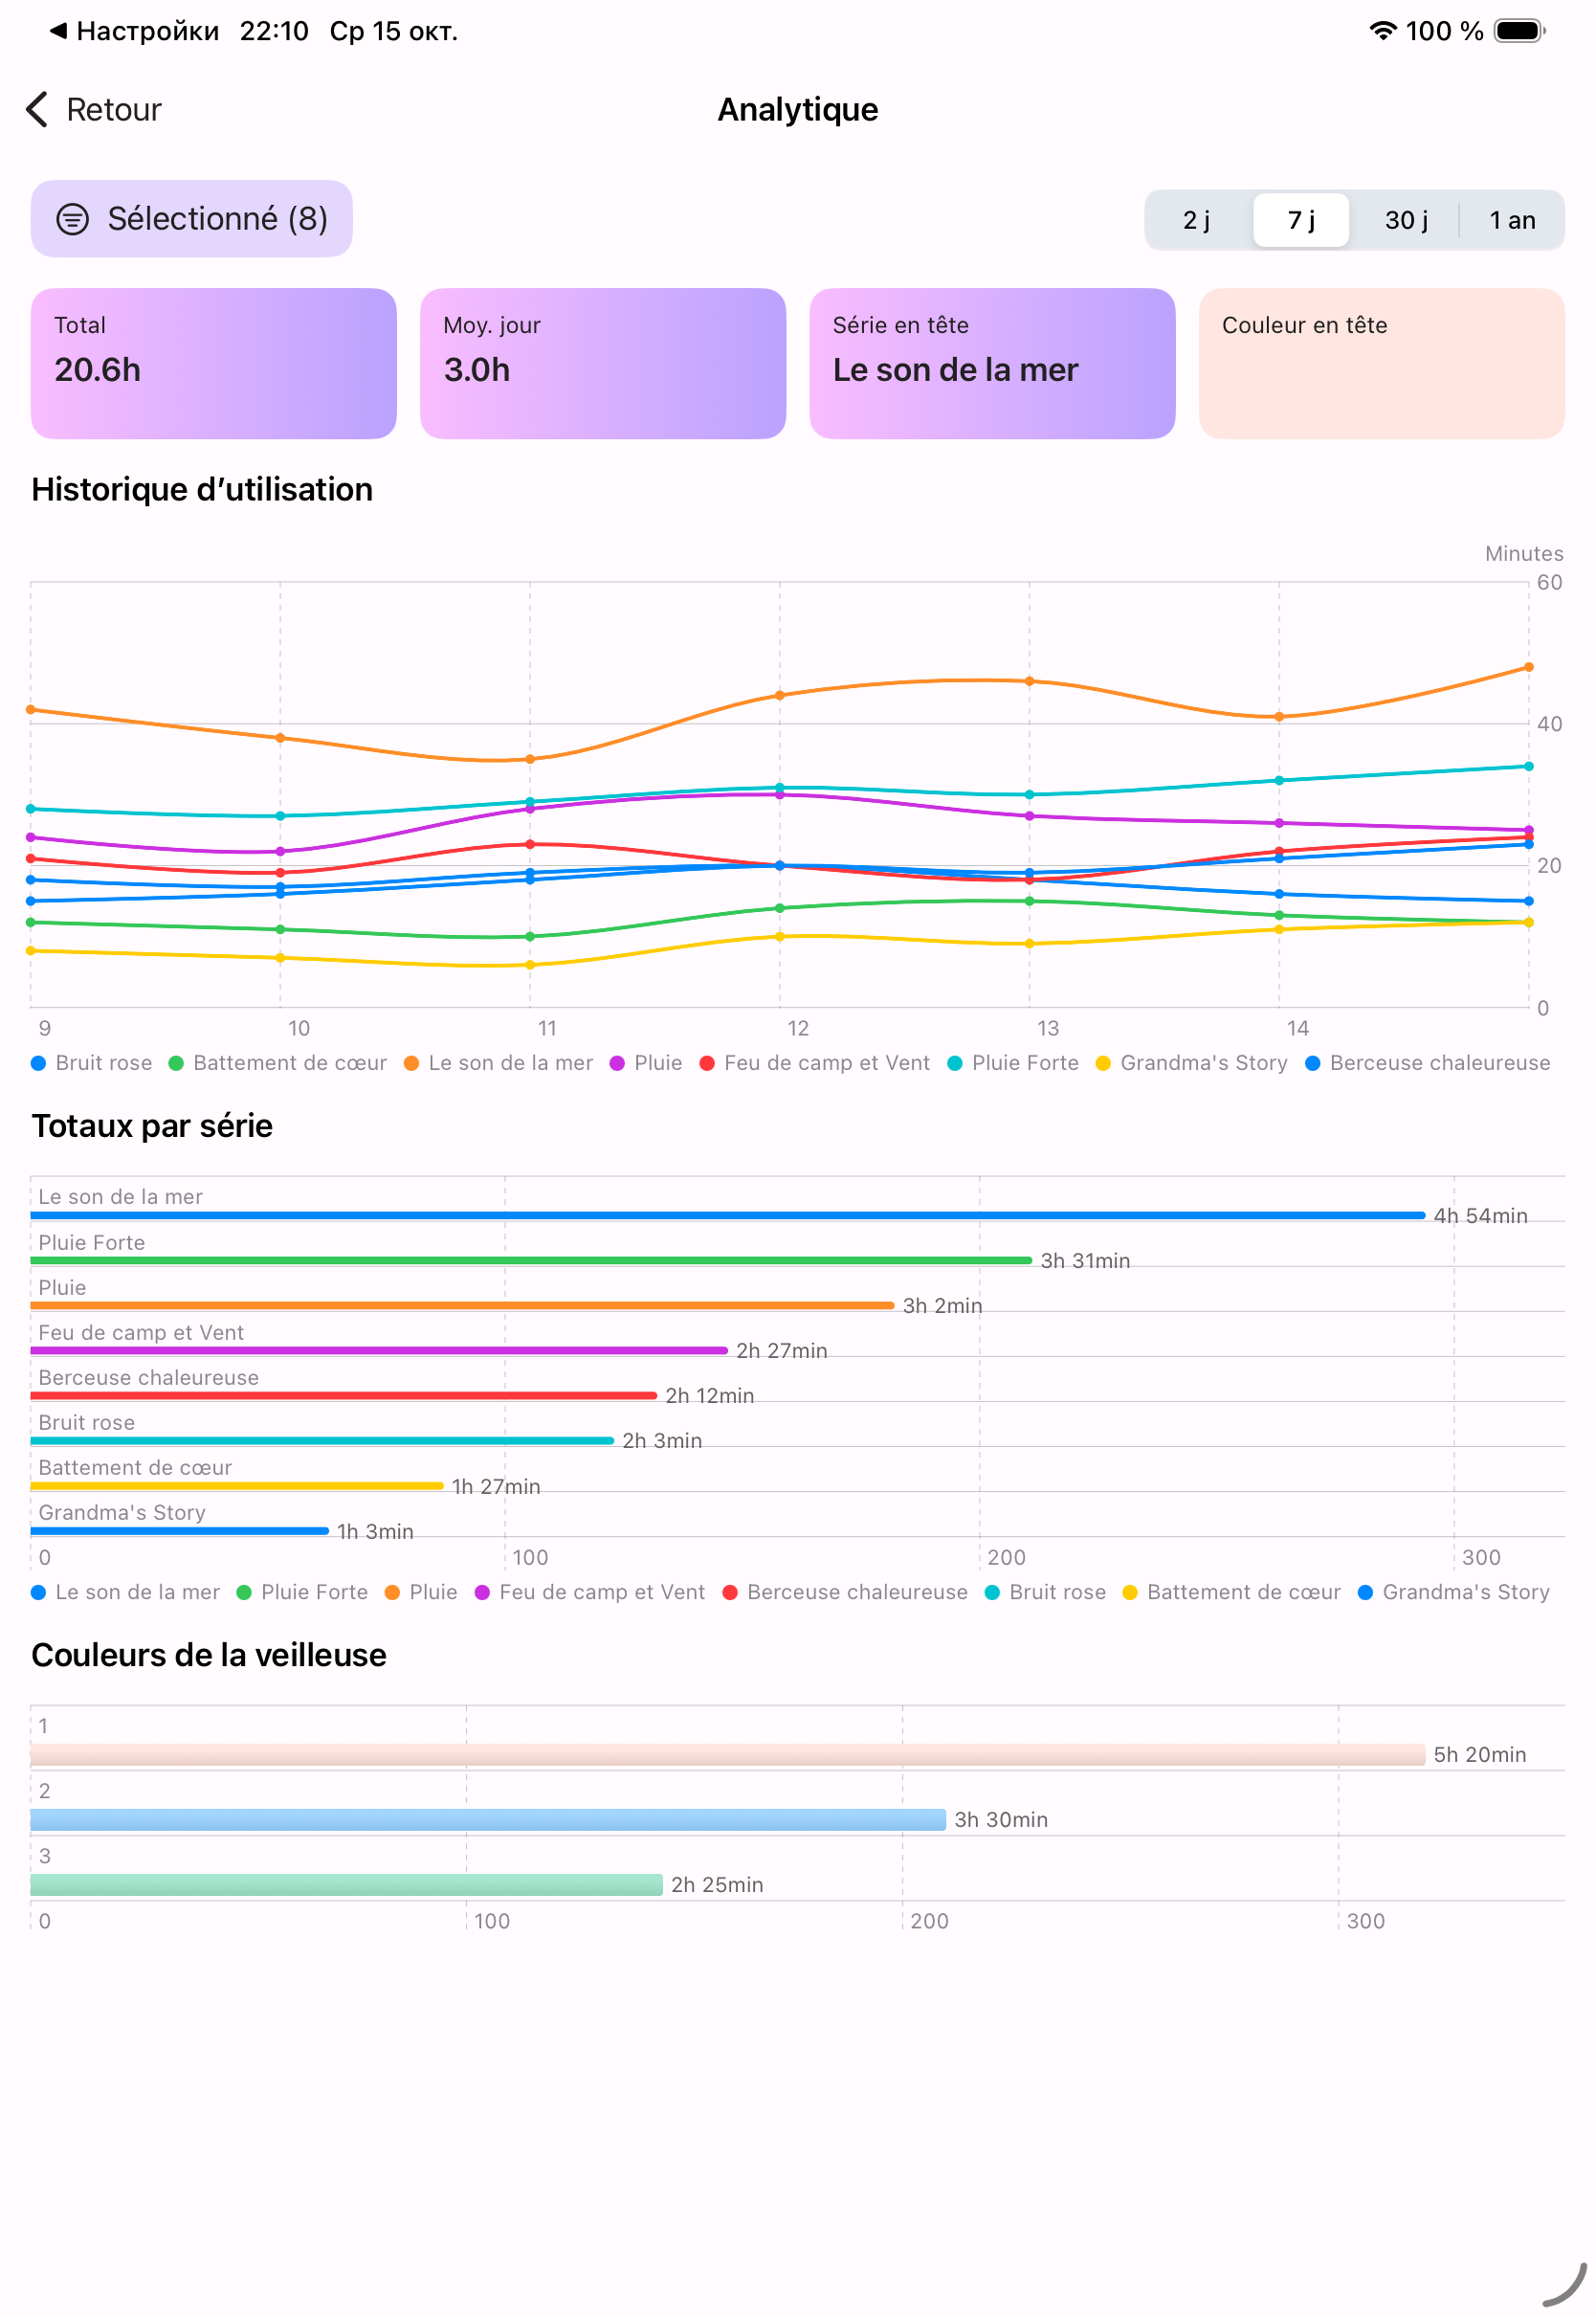 ◀ Настройки 22:10 Ср 15 окт. 100 %
Retour
Analytique
Sélectionné (8)
2 j 7 j 30 j 1 an
Total
20.6h
Moy. jour
3.0h
Série en tête
Le son de la mer
Couleur en tête
Historique d’utilisation
Minutes
60
40
20
0
9 10 11 12 13 14
Bruit rose Battement de cœur Le son de la mer Pluie Feu de camp et Vent Pluie Forte Grandma's Story Berceuse chaleureuse
Totaux par série
Le son de la mer
4h 54min
Pluie Forte
3h 31min
Pluie
3h 2min
Feu de camp et Vent
2h 27min
Berceuse chaleureuse
2h 12min
Bruit rose
2h 3min
Battement de cœur
1h 27min
Grandma's Story
1h 3min
0 100 200 300
Le son de la mer Pluie Forte Pluie Feu de camp et Vent Berceuse chaleureuse Bruit rose Battement de cœur Grandma's Story
Couleurs de la veilleuse
1
5h 20min
2
3h 30min
3
2h 25min
0 100 200 300